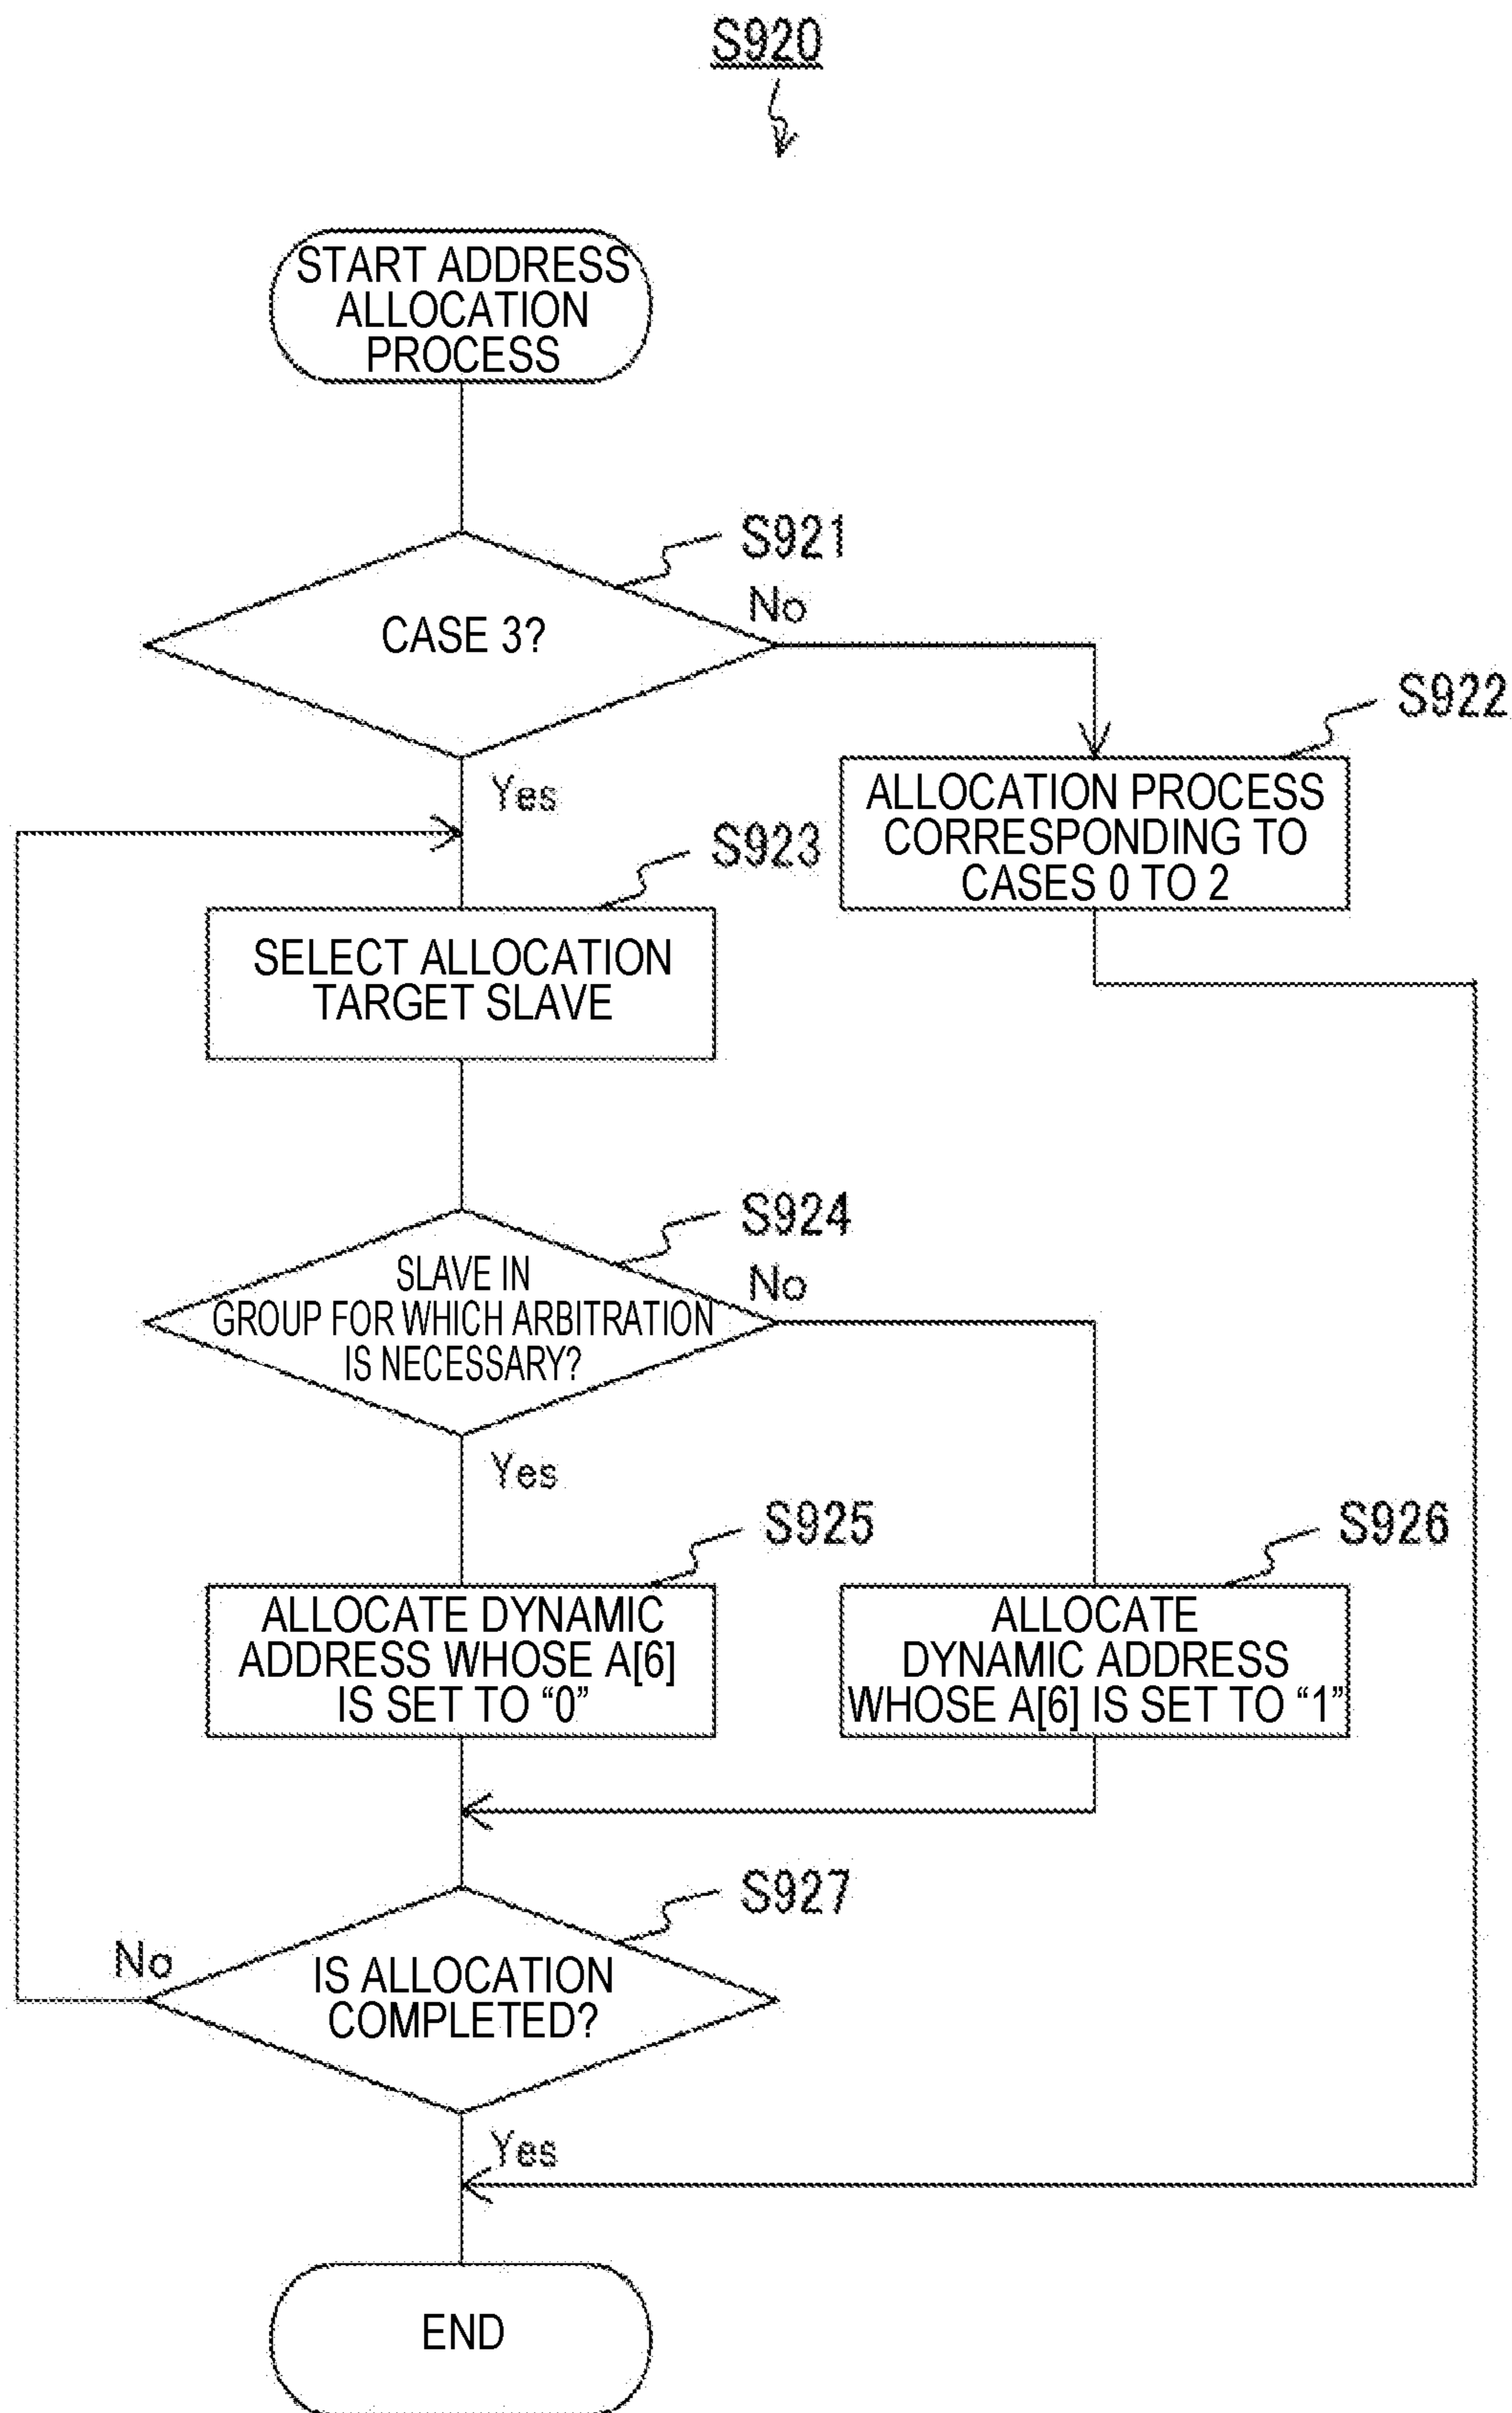 S920
START ADDRESS
ALLOCATION
PROCESS
S921
No
CASE 3?
Yes
S922
ALLOCATION PROCESS
CORRESPONDING TO
CASES 0 TO 2
S923
SELECT ALLOCATION
TARGET SLAVE
S924
No
SLAVE IN
GROUP FOR WHICH ARBITRATION
IS NECESSARY?
Yes
S925
ALLOCATE DYNAMIC
ADDRESS WHOSE A[6]
IS SET TO “0”
S926
ALLOCATE
DYNAMIC ADDRESS
WHOSE A[6] IS SET TO “1”
S927
No
IS ALLOCATION
COMPLETED?
Yes
END